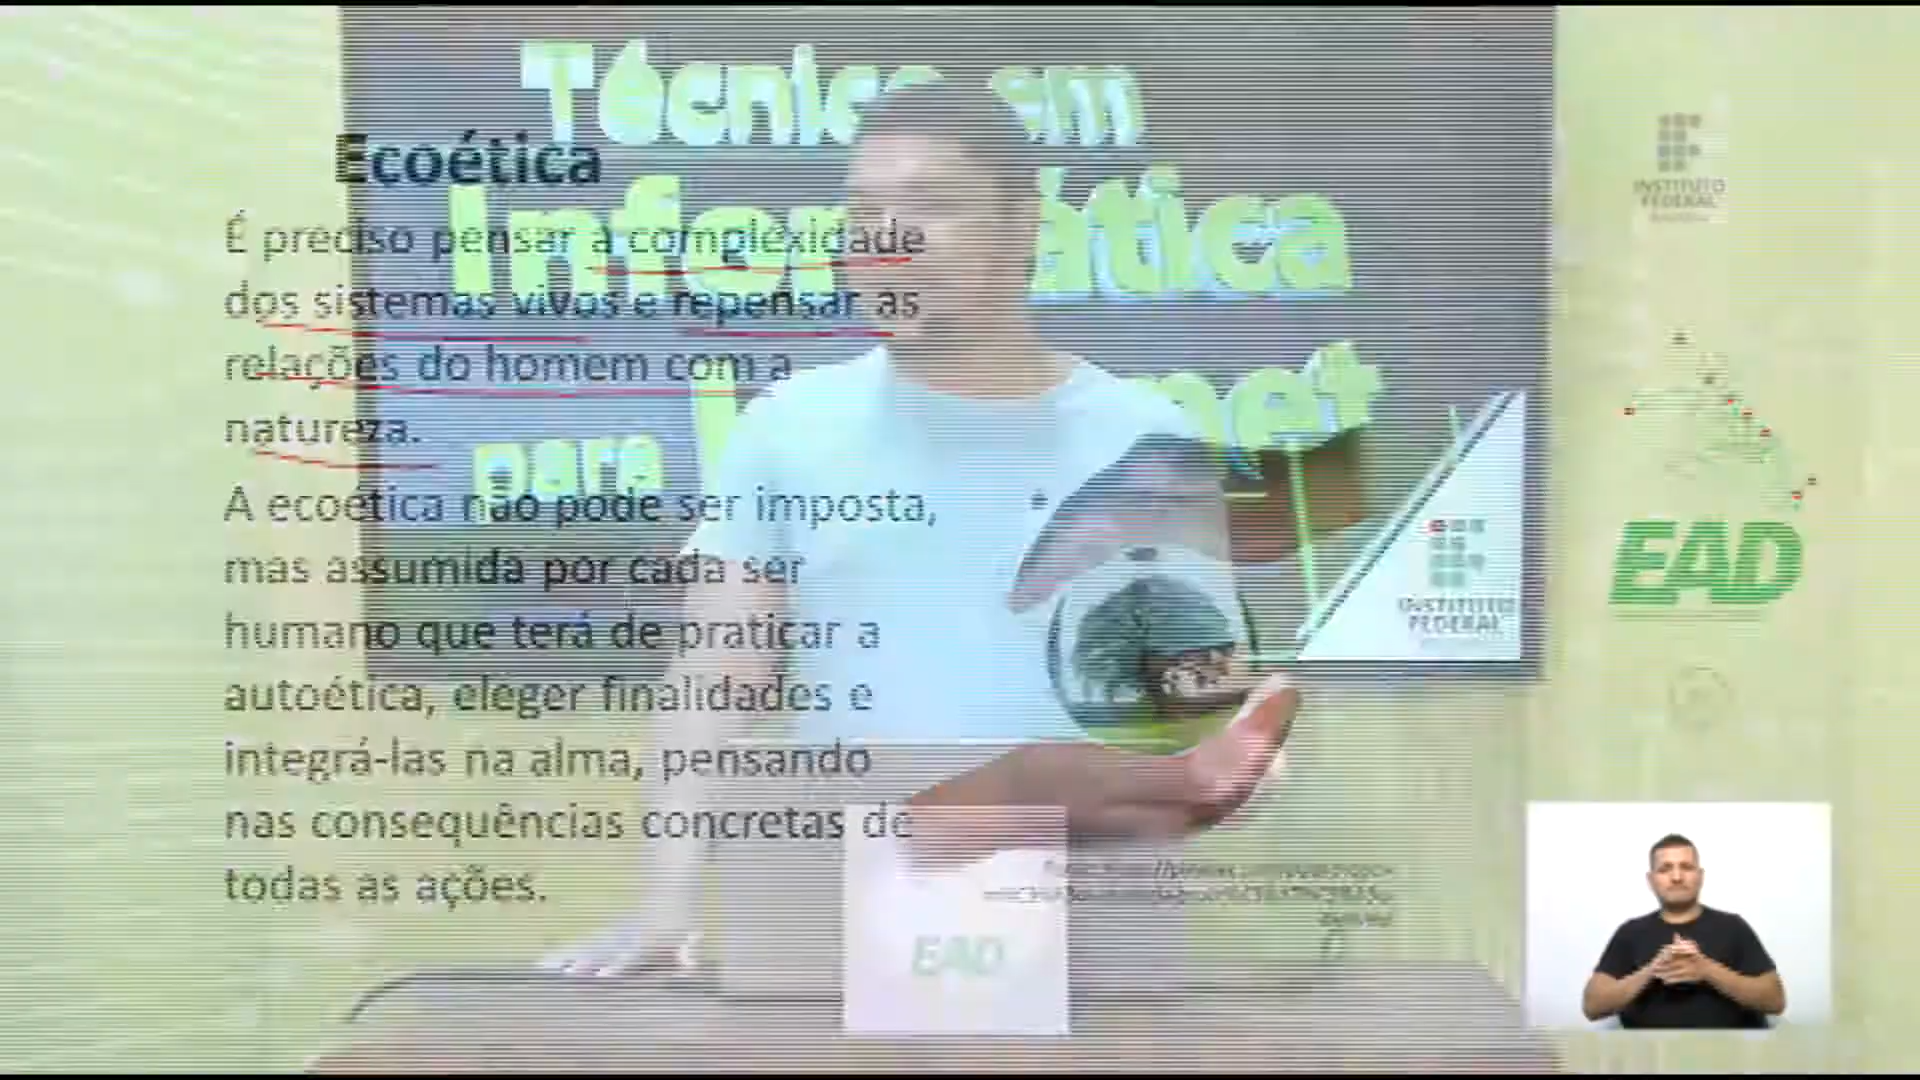 Técnico em
Informática
para Internet
Ecoética
É preciso pensar a complexidade
dos sistemas vivos e repensar as
relações do homem com a
natureza.
A ecoética não pode ser imposta,
mas assumida por cada ser
humano que terá de praticar a
autoética, eleger finalidades e
integrá-las na alma, pensando
nas consequências concretas de
todas as ações.
INSTITUTO
FEDERAL
EAD
INSTITUTO
FEDERAL
EAD